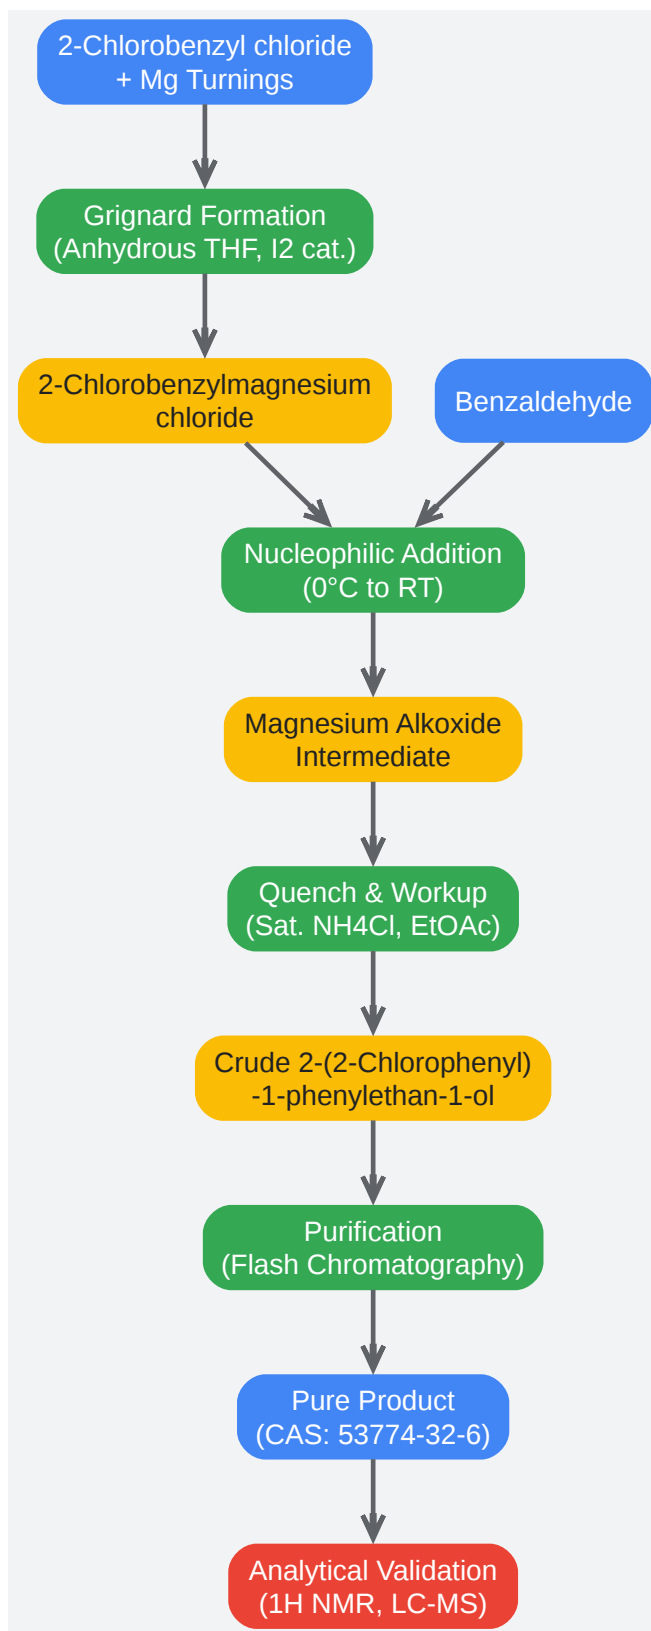 2-Chlorobenzyl chloride
+ Mg Turnings
Grignard Formation
(Anhydrous THF, I2 cat.)
2-Chlorobenzylmagnesium
chloride
Benzaldehyde
Nucleophilic Addition
(0°C to RT)
Magnesium Alkoxide
Intermediate
Quench & Workup
(Sat. NH4Cl, EtOAc)
Crude 2-(2-Chlorophenyl)
-1-phenylethan-1-ol
Purification
(Flash Chromatography)
Pure Product
(CAS: 53774-32-6)
Analytical Validation
(1H NMR, LC-MS)